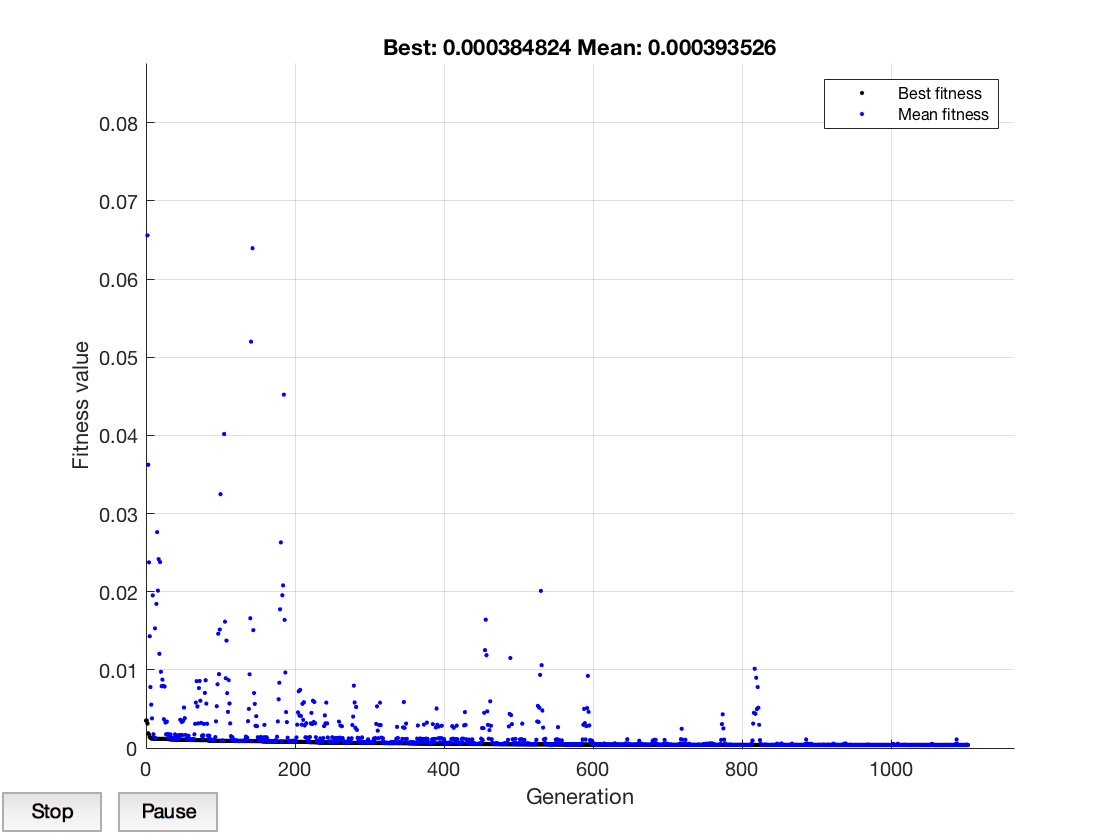 Best: 0.000384824 Mean: 0.000393526
Best fitness
Mean fitness
0.08
0.07
0.06
0.05
0.04
0.03
0.02
0.01
0
Fitness value
0 200 400 600 800 1000
Generation
Stop Pause